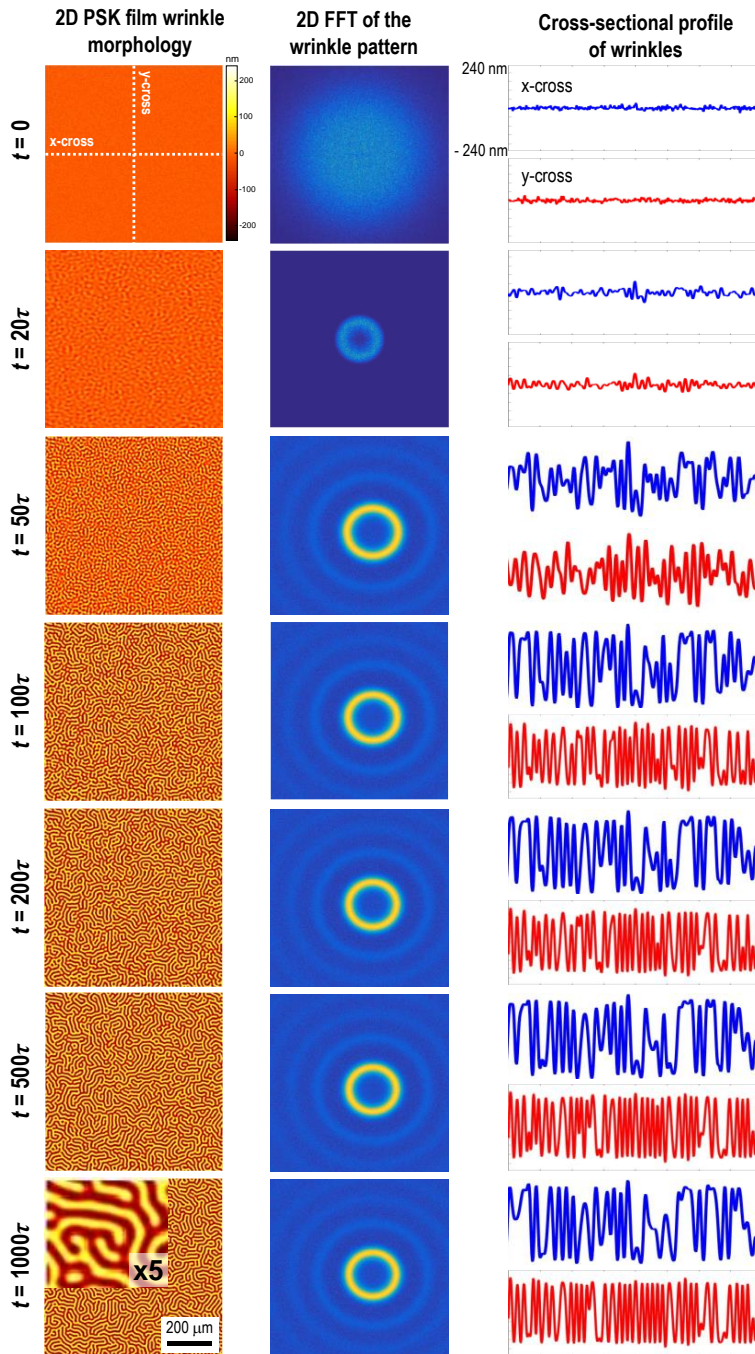 2D PSK film wrinkle
morphology
2D FFT of the
wrinkle pattern
Cross-sectional profile
of wrinkles
t = 0
x-cross
y-cross
nm
200
100
0
-100
-200
240 nm
- 240 nm
x-cross
y-cross
t = 20τ
t = 50τ
t = 100τ
t = 200τ
t = 500τ
t = 1000τ
x5
200 μm